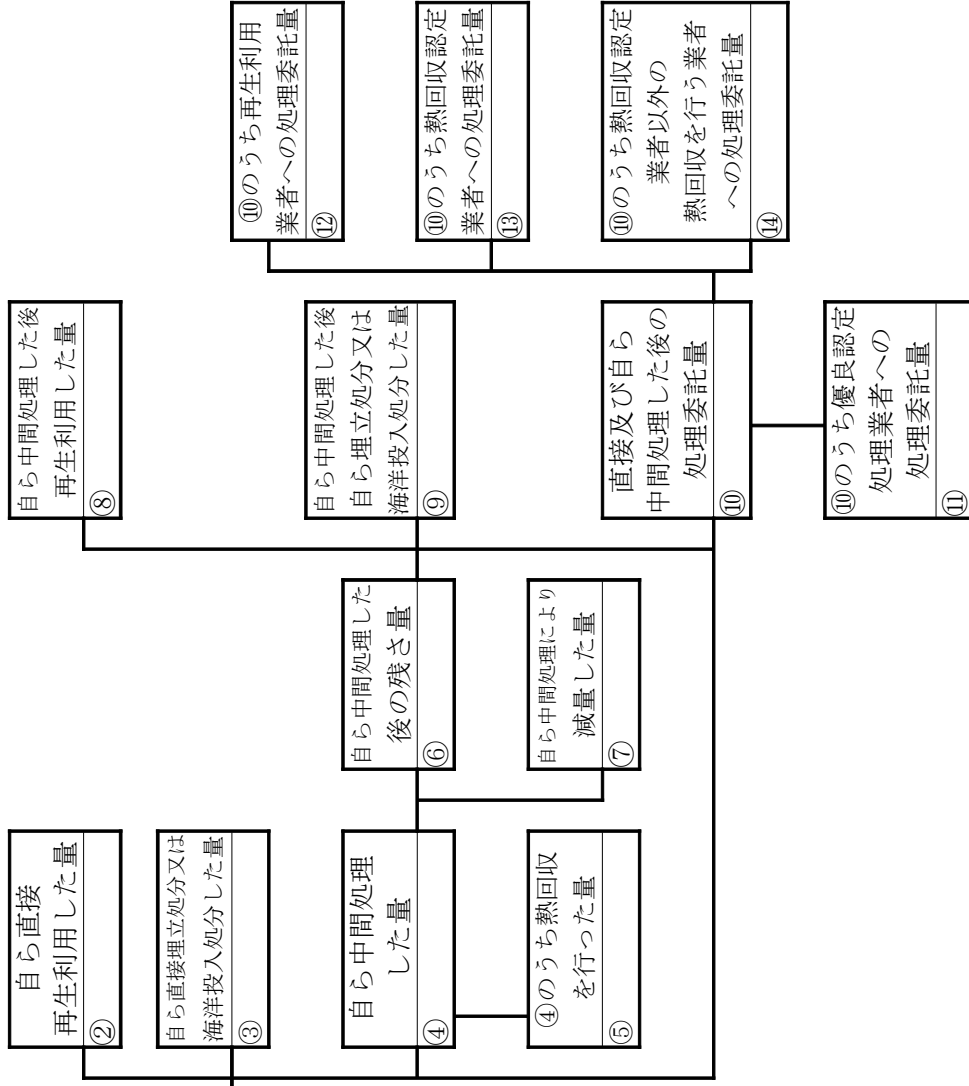 自ら直接
再生利用した量
②
自ら直接埋立処分又は
海洋投入処分した量
③
自ら中間処理
した量
④
④のうち熱回収
を行った量
⑤
自ら中間処理した
後の残さ量
⑥
自ら中間処理により
減量した量
⑦
自ら中間処理した後
再生利用した量
⑧
自ら中間処理した後
自ら埋立処分又は
海洋投入処分した量
⑨
直接及び自ら
中間処理した後の
処理委託量
⑩
⑩のうち優良認定
処理業者への
処理委託量
⑪
⑩のうち再生利用
業者への処理委託量
⑫
⑩のうち熱回収認定
業者への処理委託量
⑬
⑩のうち熱回収認定
業者以外の
熱回収を行う業者
への処理委託量
⑭